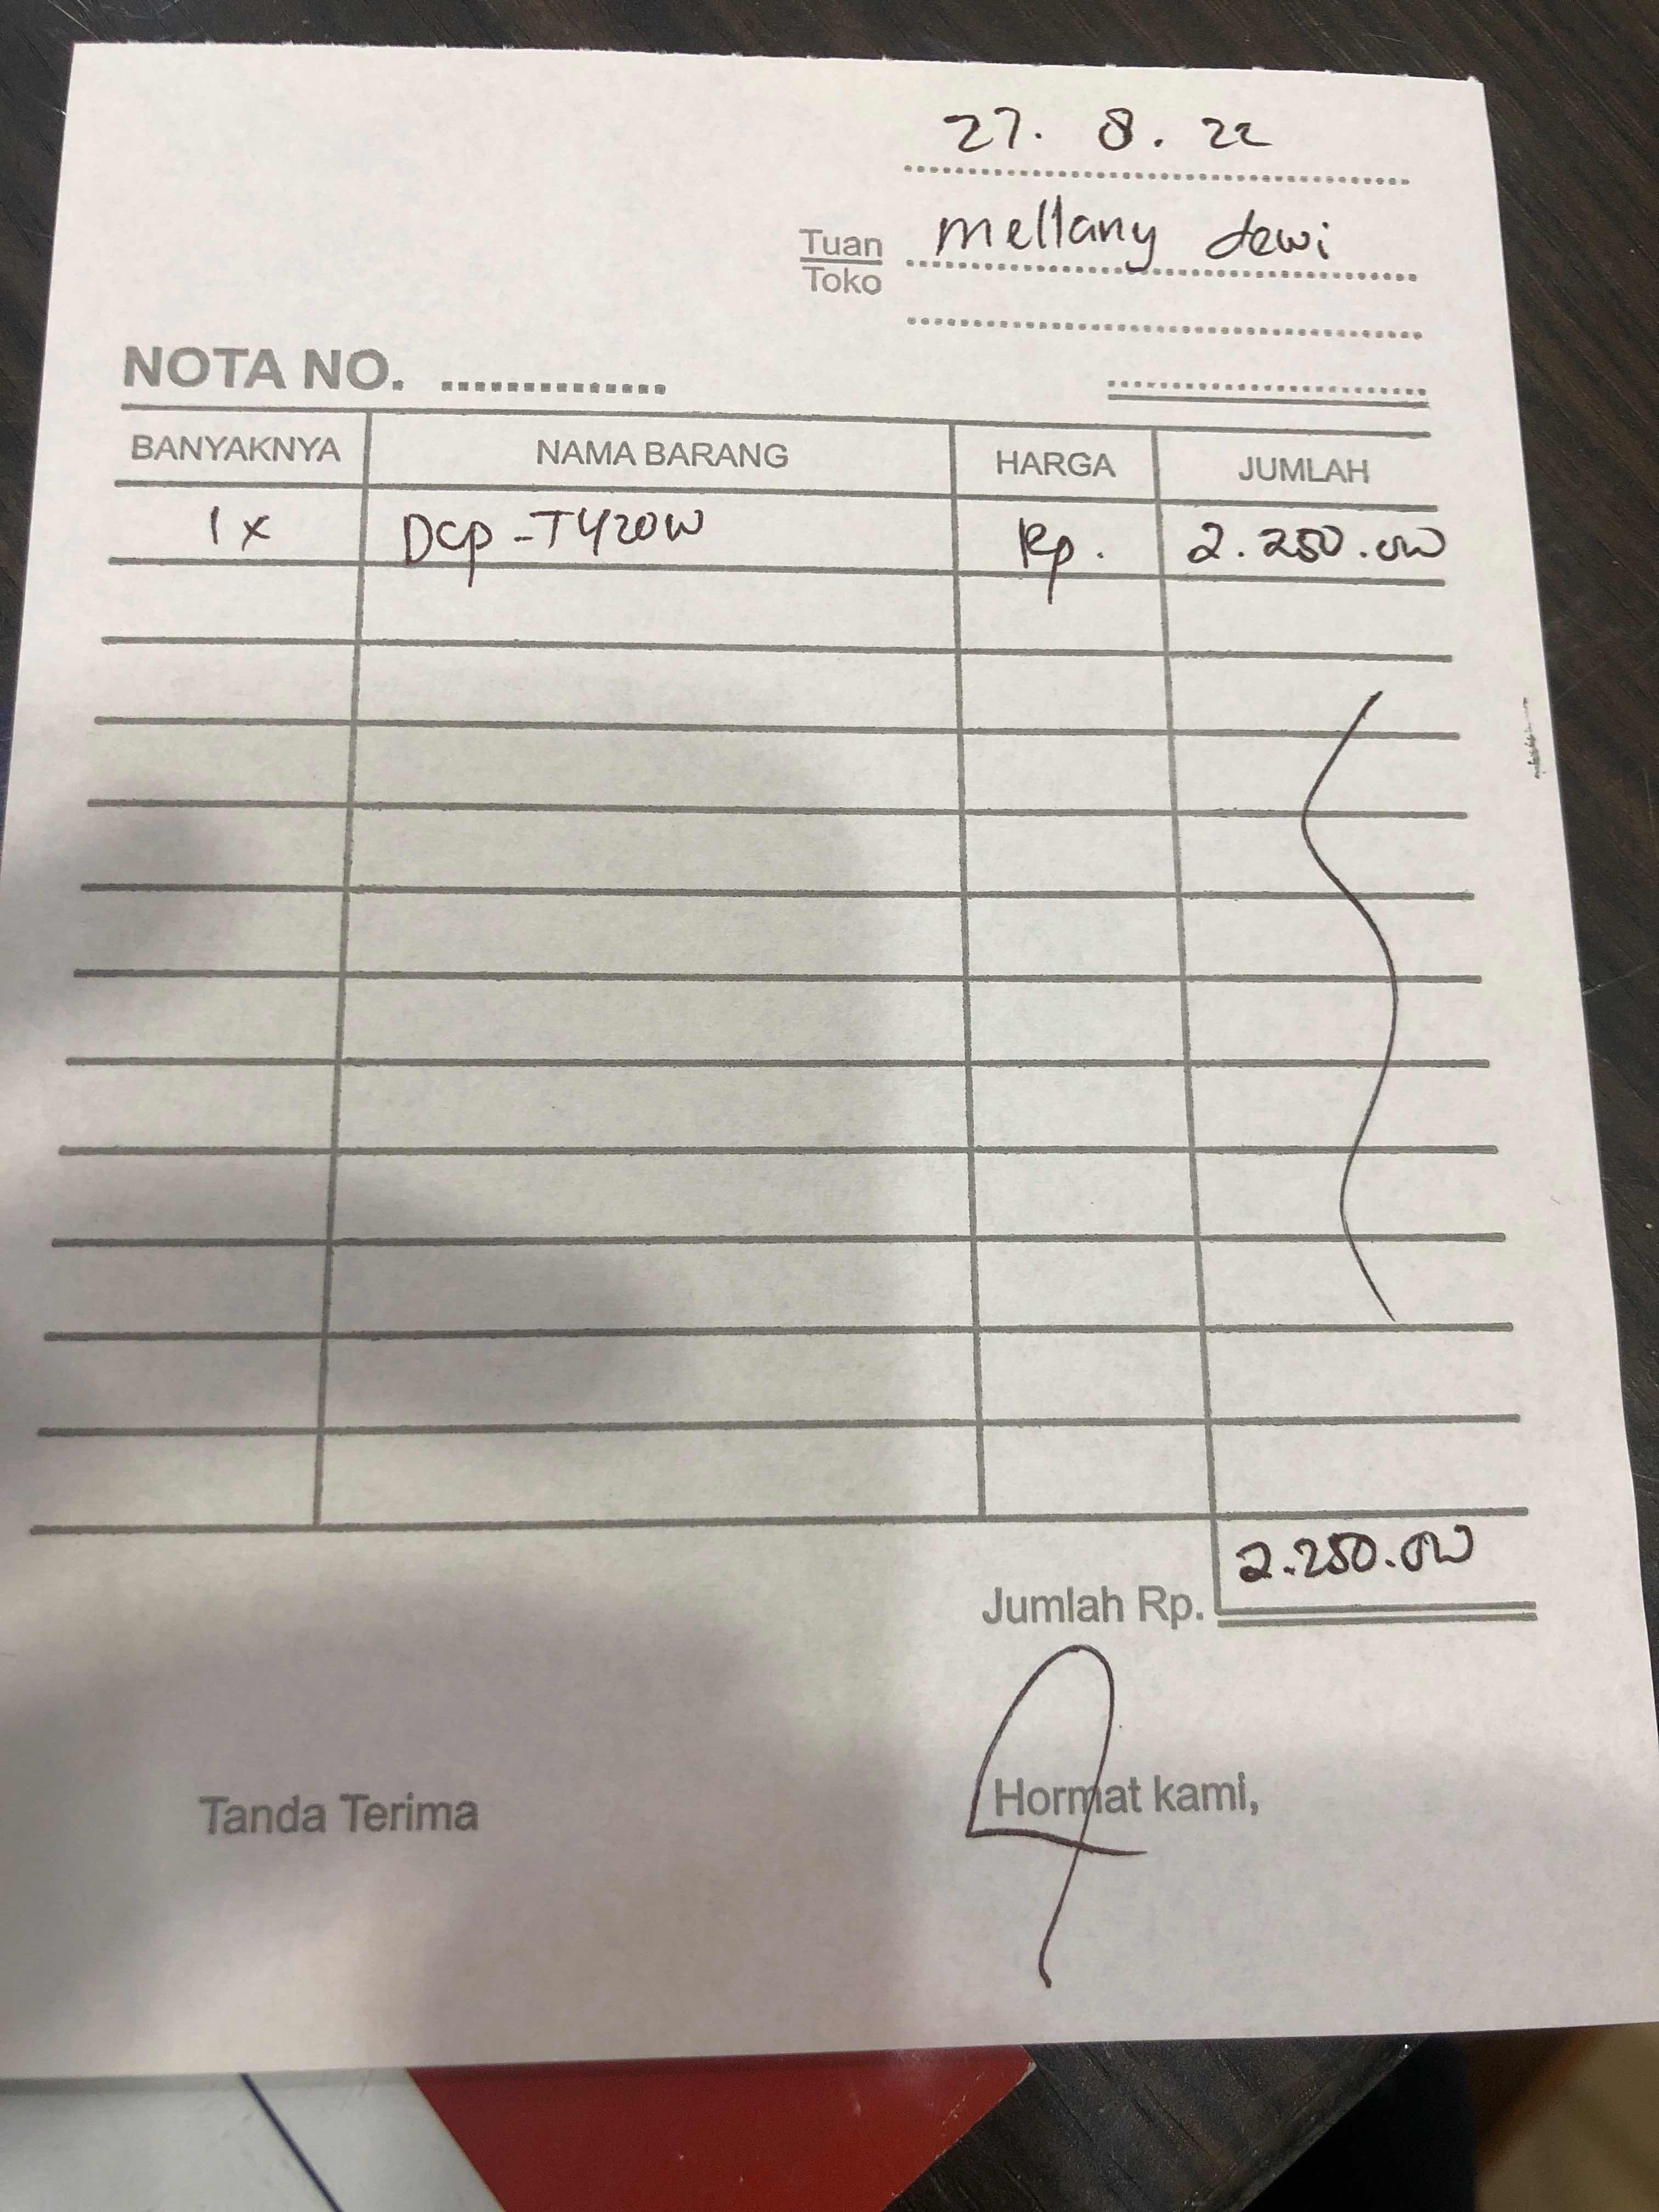 27. 8. 22
Tuan
Toko
mellany dewi
NOTA NO. ..............
BANYAKNYA NAMA BARANG HARGA JUMLAH
1x DCP-T420W Rp. 2.250.000
Jumlah Rp. 2.250.000
Tanda Terima Hormat kami,